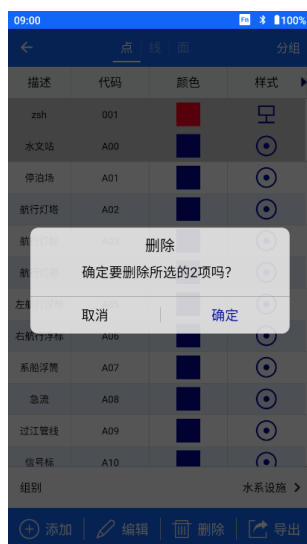 09:00 Fn 100%
点 线 面 分组
描述 代码 颜色 样式
zsh 001
水文站 A00
停泊场 A01
航行灯塔 A02
删除
确定要删除所选的2项吗?
取消 确定
右航行浮标 A06
系船浮筒 A07
急流 A08
过江管线 A09
信号标 A10
组别 水系设施
添加 编辑 删除 导出